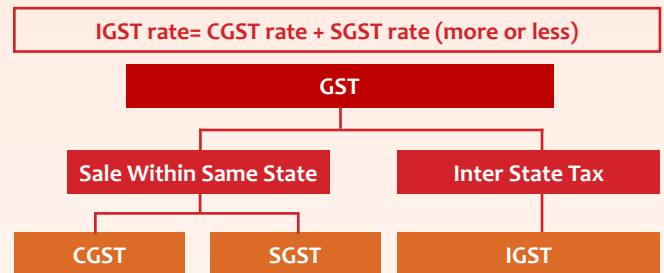 IGST rate= CGST rate + SGST rate (more or less)
GST
Sale Within Same State
Inter State Tax
CGST
SGST
IGST